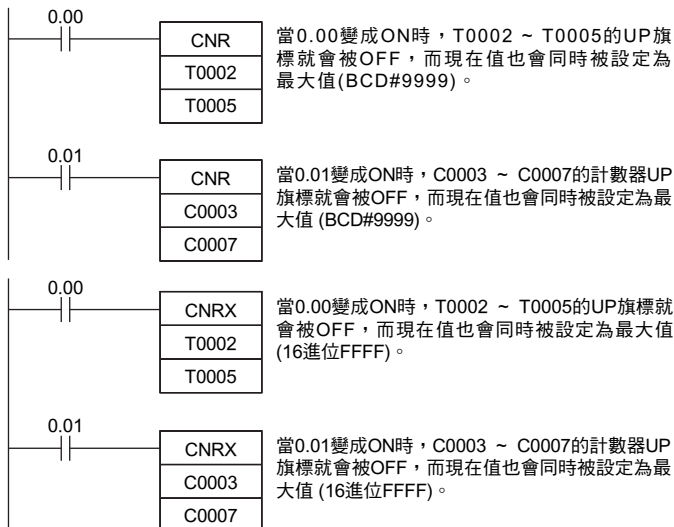 0.00
CNR
T0002
T0005
當0.00變成ON時，T0002 ~ T0005的UP旗
標就會被OFF，而現在值也會同時被設定為
最大值(BCD#9999)。
0.01
CNR
C0003
C0007
當0.01變成ON時，C0003 ~ C0007的計數器UP
旗標就會被OFF，而現在值也會同時被設定為最
大值 (BCD#9999)。
0.00
CNRX
T0002
T0005
當0.00變成ON時，T0002 ~ T0005的UP旗標就
會被OFF，而現在值也會同時被設定為最大值
(16進位FFFF)。
0.01
CNRX
C0003
C0007
當0.01變成ON時，C0003 ~ C0007的計數器UP
旗標就會被OFF，而現在值也會同時被設定為最
大值 (16進位FFFF)。